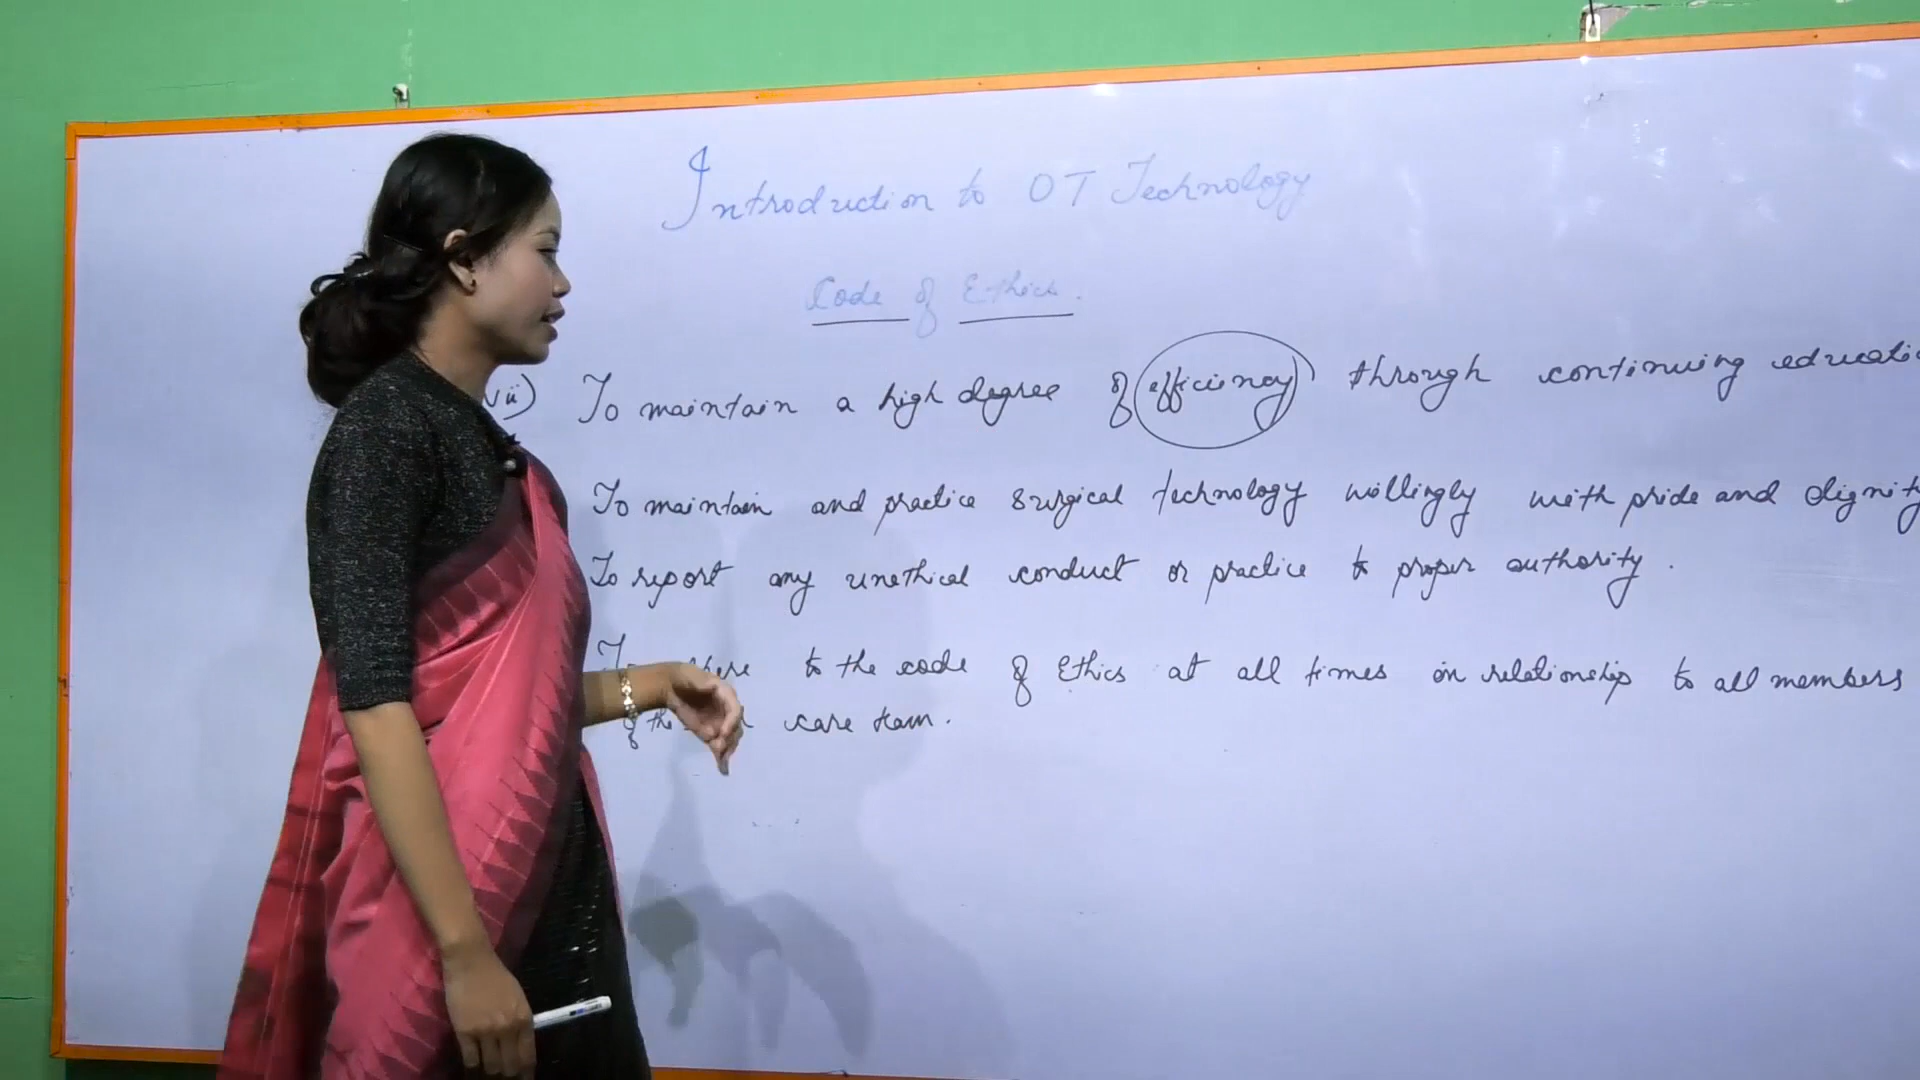 Introduction to OT Technology
Code of Ethics.
vii) To maintain a high degree of efficiency through continuing educatio
To maintain and practice surgical technology willingly with pride and dignity
To report any unethical conduct or practice to proper authority.
to the code of Ethics at all times in relationship to all members
of the care team.